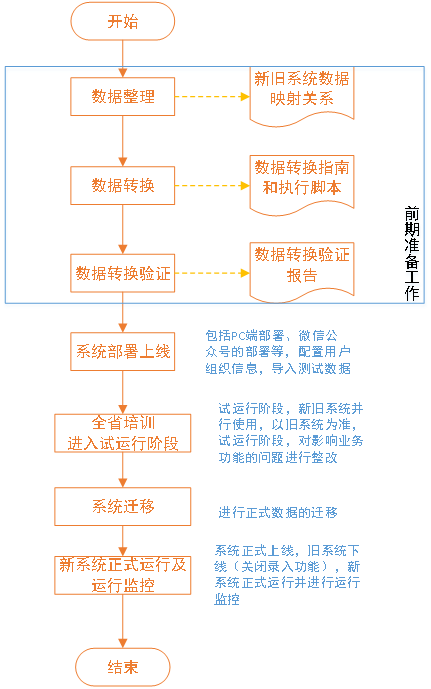 开始
数据整理
新旧系统数据
映射关系
数据转换
数据转换指南
和执行脚本
前期准备工作
数据转换验证
数据转换验证
报告
系统部署上线
包括PC端部署、微信公
众号的部署等，配置用户
组织信息，导入测试数据
全省培训
进入试运行阶段
试运行阶段，新旧系统并
行使用，以旧系统为准，
试运行阶段，对影响业务
功能的问题进行整改
系统迁移
进行正式数据的迁移
新系统正式运行及
运行监控
系统正式上线，旧系统下
线（关闭录入功能），新
系统正式运行并进行运行
监控
结束